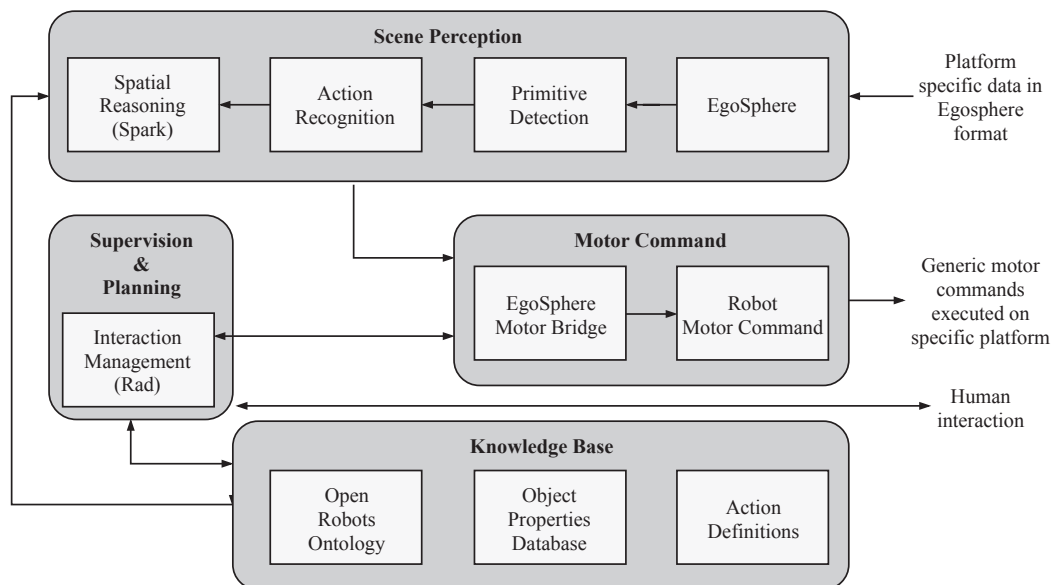 Scene Perception
Spatial
Reasoning
(Spark)
Action
Recognition
Primitive
Detection
EgoSphere
Platform
specific data in
Egosphere
format
Supervision
&
Planning
Interaction
Management
(Rad)
Motor Command
EgoSphere
Motor Bridge
Robot
Motor Command
Generic motor
commands
executed on
specific platform
Human
interaction
Knowledge Base
Open
Robots
Ontology
Object
Properties
Database
Action
Definitions